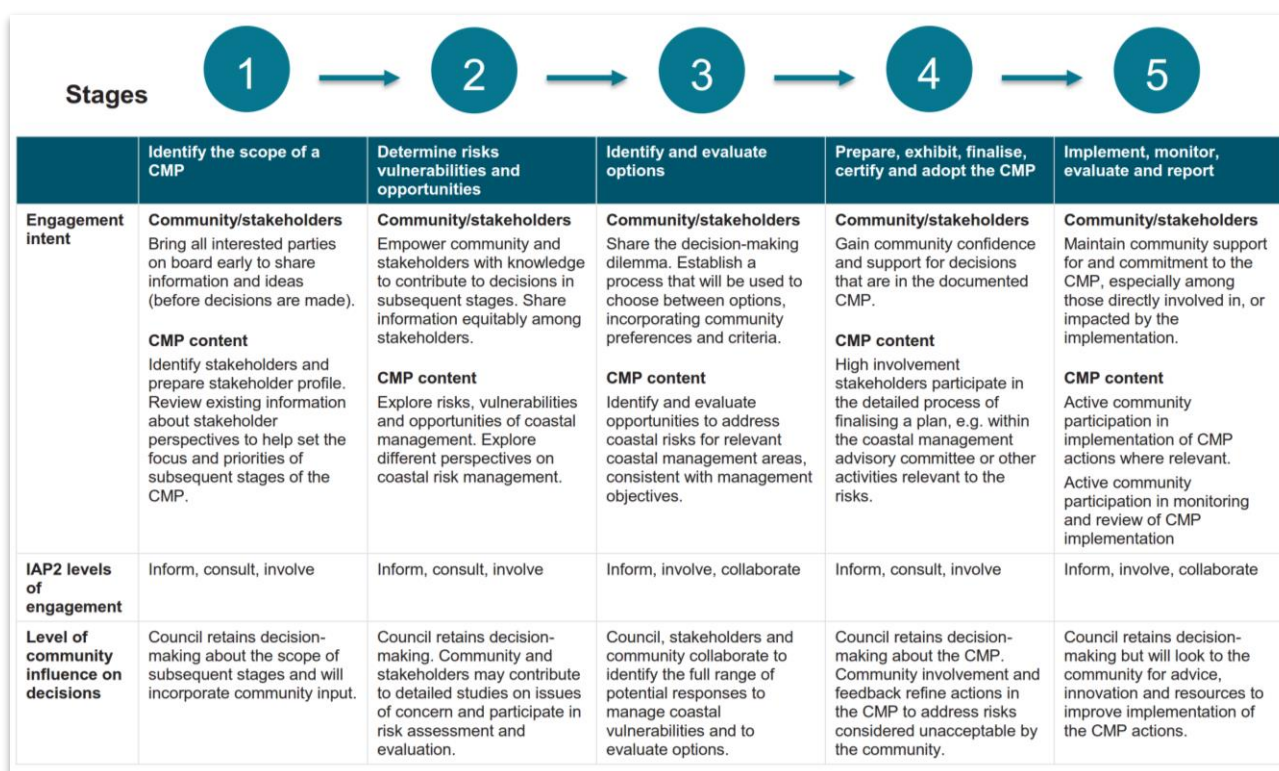 Stages
1
2
3
4
5
Identify the scope of a
CMP
Determine risks
vulnerabilities and
opportunities
Identify and evaluate
options
Prepare, exhibit, finalise,
certify and adopt the CMP
Implement, monitor,
evaluate and report
Engagement
intent
Community/stakeholders
Bring all interested parties
on board early to share
information and ideas
(before decisions are made).
CMP content
Identify stakeholders and
prepare stakeholder profile.
Review existing information
about stakeholder
perspectives to help set the
focus and priorities of
subsequent stages of the
CMP.
Community/stakeholders
Empower community and
stakeholders with knowledge
to contribute to decisions in
subsequent stages. Share
information equitably among
stakeholders.
CMP content
Explore risks, vulnerabilities
and opportunities of coastal
management. Explore
different perspectives on
coastal risk management.
Community/stakeholders
Share the decision-making
dilemma. Establish a
process that will be used to
choose between options,
incorporating community
preferences and criteria.
CMP content
Identify and evaluate
opportunities to address
coastal risks for relevant
coastal management areas,
consistent with management
objectives.
Community/stakeholders
Gain community confidence
and support for decisions
that are in the documented
CMP.
CMP content
High involvement
stakeholders participate in
the detailed process of
finalising a plan, e.g. within
the coastal management
advisory committee or other
activities relevant to the
risks.
Community/stakeholders
Maintain community support
for and commitment to the
CMP, especially among
those directly involved in, or
impacted by the
implementation.
CMP content
Active community
participation in
implementation of CMP
actions where relevant.
Active community
participation in monitoring
and review of CMP
implementation
IAP2 levels
of
engagement
Inform, consult, involve
Inform, consult, involve
Inform, involve, collaborate
Inform, consult, involve
Inform, involve, collaborate
Level of
community
influence on
decisions
Council retains decision-
making about the scope of
subsequent stages and will
incorporate community input.
Council retains decision-
making. Community and
stakeholders may contribute
to detailed studies on issues
of concern and participate in
risk assessment and
evaluation.
Council, stakeholders and
community collaborate to
identify the full range of
potential responses to
manage coastal
vulnerabilities and to
evaluate options.
Council retains decision-
making about the CMP.
Community involvement and
feedback refine actions in
the CMP to address risks
considered unacceptable by
the community.
Council retains decision-
making but will look to the
community for advice,
innovation and resources to
improve implementation of
the CMP actions.